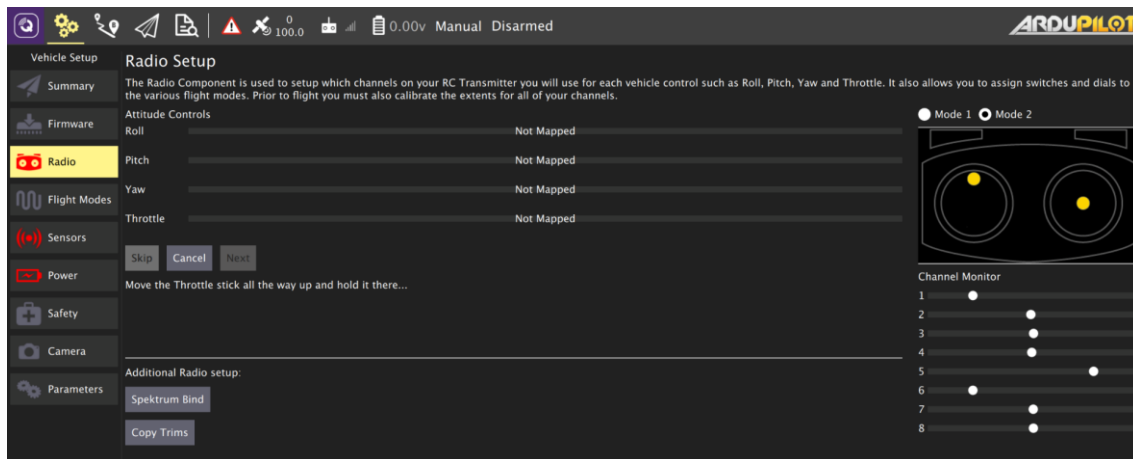 0
100.0
0.00v Manual Disarmed
ARDUPILOT
Vehicle Setup
Summary
Firmware
Radio
Flight Modes
Sensors
Power
Safety
Camera
Parameters
Radio Setup
The Radio Component is used to setup which channels on your RC Transmitter you will use for each vehicle control such as Roll, Pitch, Yaw and Throttle. It also allows you to assign switches and dials to
the various flight modes. Prior to flight you must also calibrate the extents for all of your channels.
Attitude Controls
Roll Not Mapped
Pitch Not Mapped
Yaw Not Mapped
Throttle Not Mapped
Skip Cancel Next
Move the Throttle stick all the way up and hold it there...
Additional Radio setup:
Spektrum Bind
Copy Trims
Mode 1 Mode 2
Channel Monitor
1
2
3
4
5
6
7
8